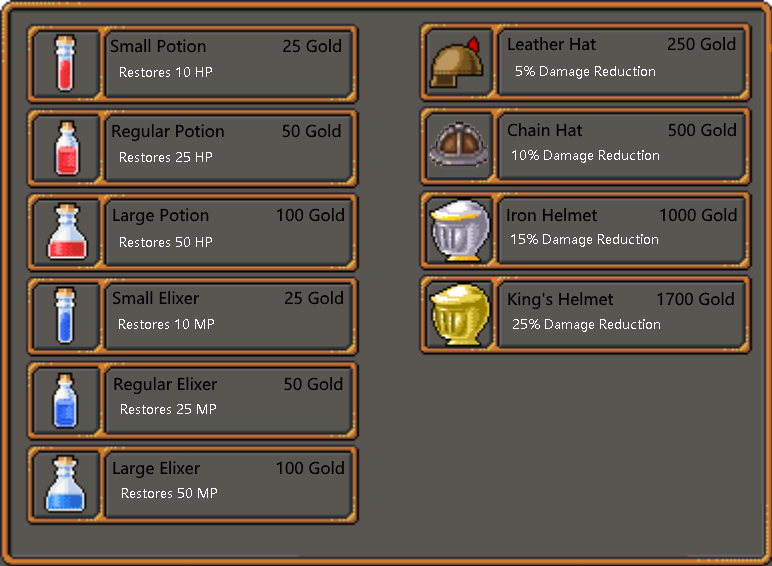 Small Potion 25 Gold
Restores 10 HP
Regular Potion 50 Gold
Restores 25 HP
Large Potion 100 Gold
Restores 50 HP
Small Elixer 25 Gold
Restores 10 MP
Regular Elixer 50 Gold
Restores 25 MP
Large Elixer 100 Gold
Restores 50 MP
Leather Hat 250 Gold
5% Damage Reduction
Chain Hat 500 Gold
10% Damage Reduction
Iron Helmet 1000 Gold
15% Damage Reduction
King's Helmet 1700 Gold
25% Damage Reduction